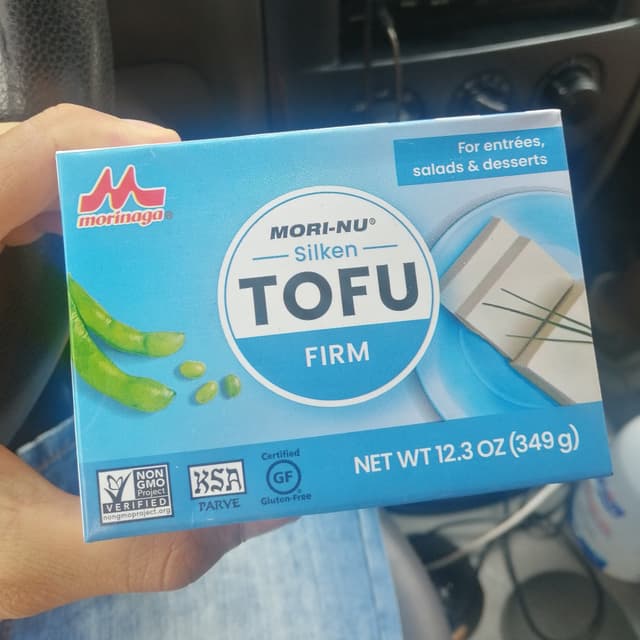 For entrées,
salads & desserts
morinaga®
MORI-NU®
Silken
TOFU
FIRM
NON
GMO
Project
VERIFIED
nongmoproject.org
KSA
PARVE
Certified
GF
Gluten-Free
NET WT 12.3 OZ (349 g)